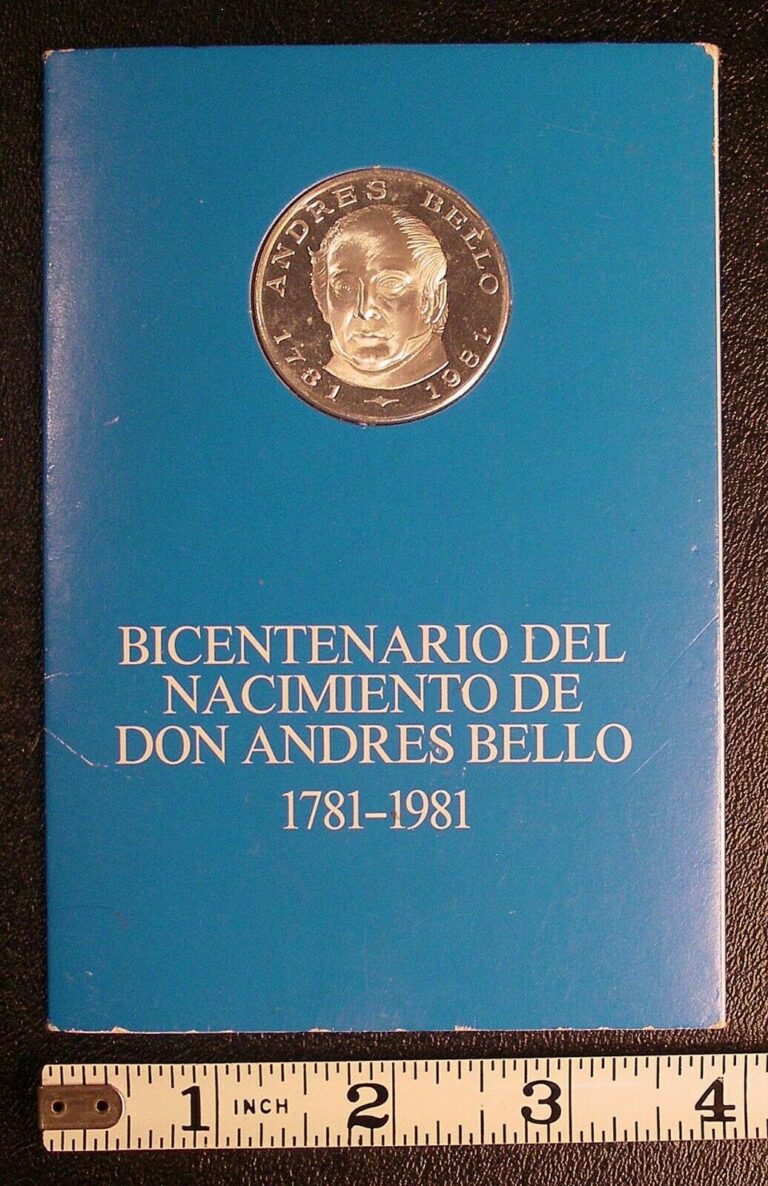 ANDRES BELLO
1781 1981
BICENTENARIO DEL
NACIMIENTO DE
DON ANDRES BELLO
1781-1981
1 INCH 2 3 4